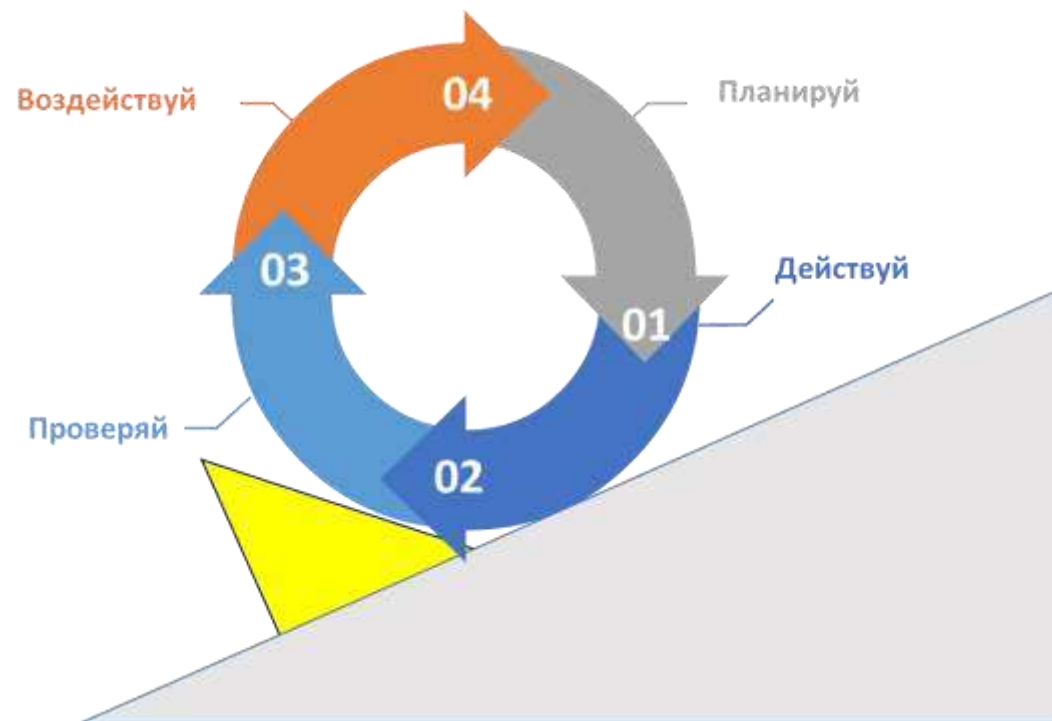 04
Воздействуй
Планируй
03
Действуй
01
Проверяй
02